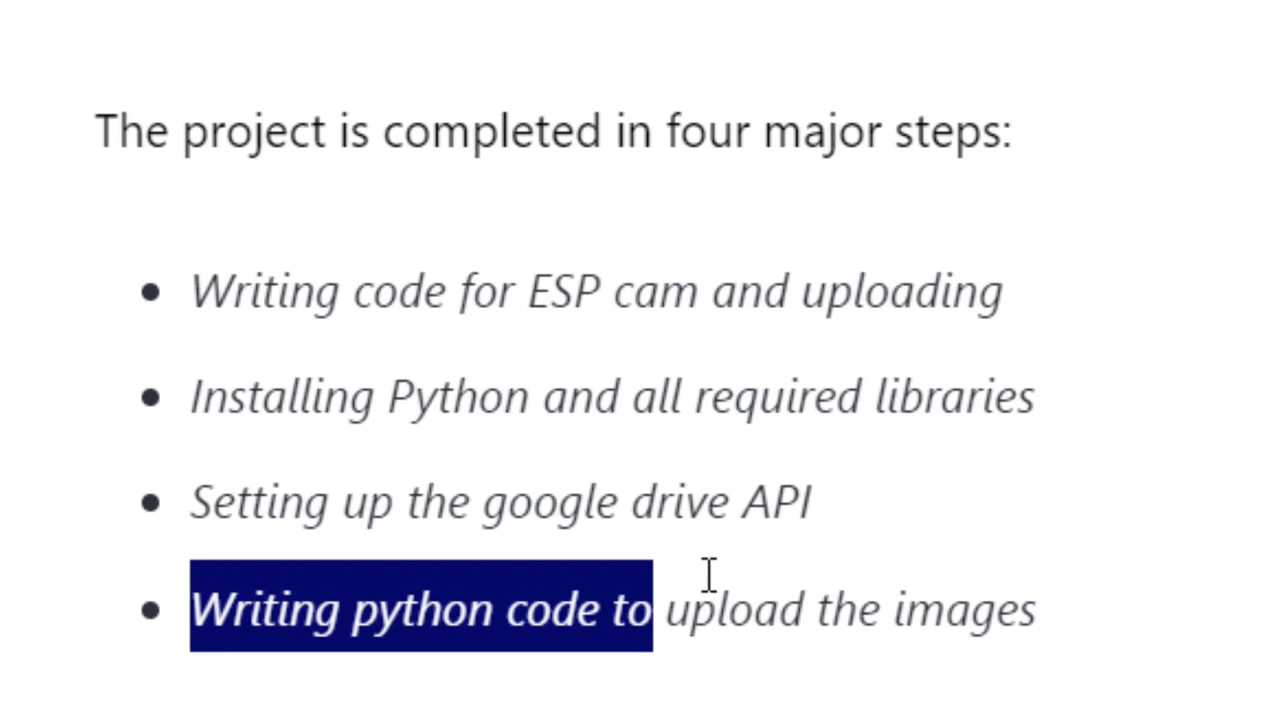 The project is completed in four major steps:
Writing code for ESP cam and uploading
Installing Python and all required libraries
Setting up the google drive API
Writing python code to upload the images